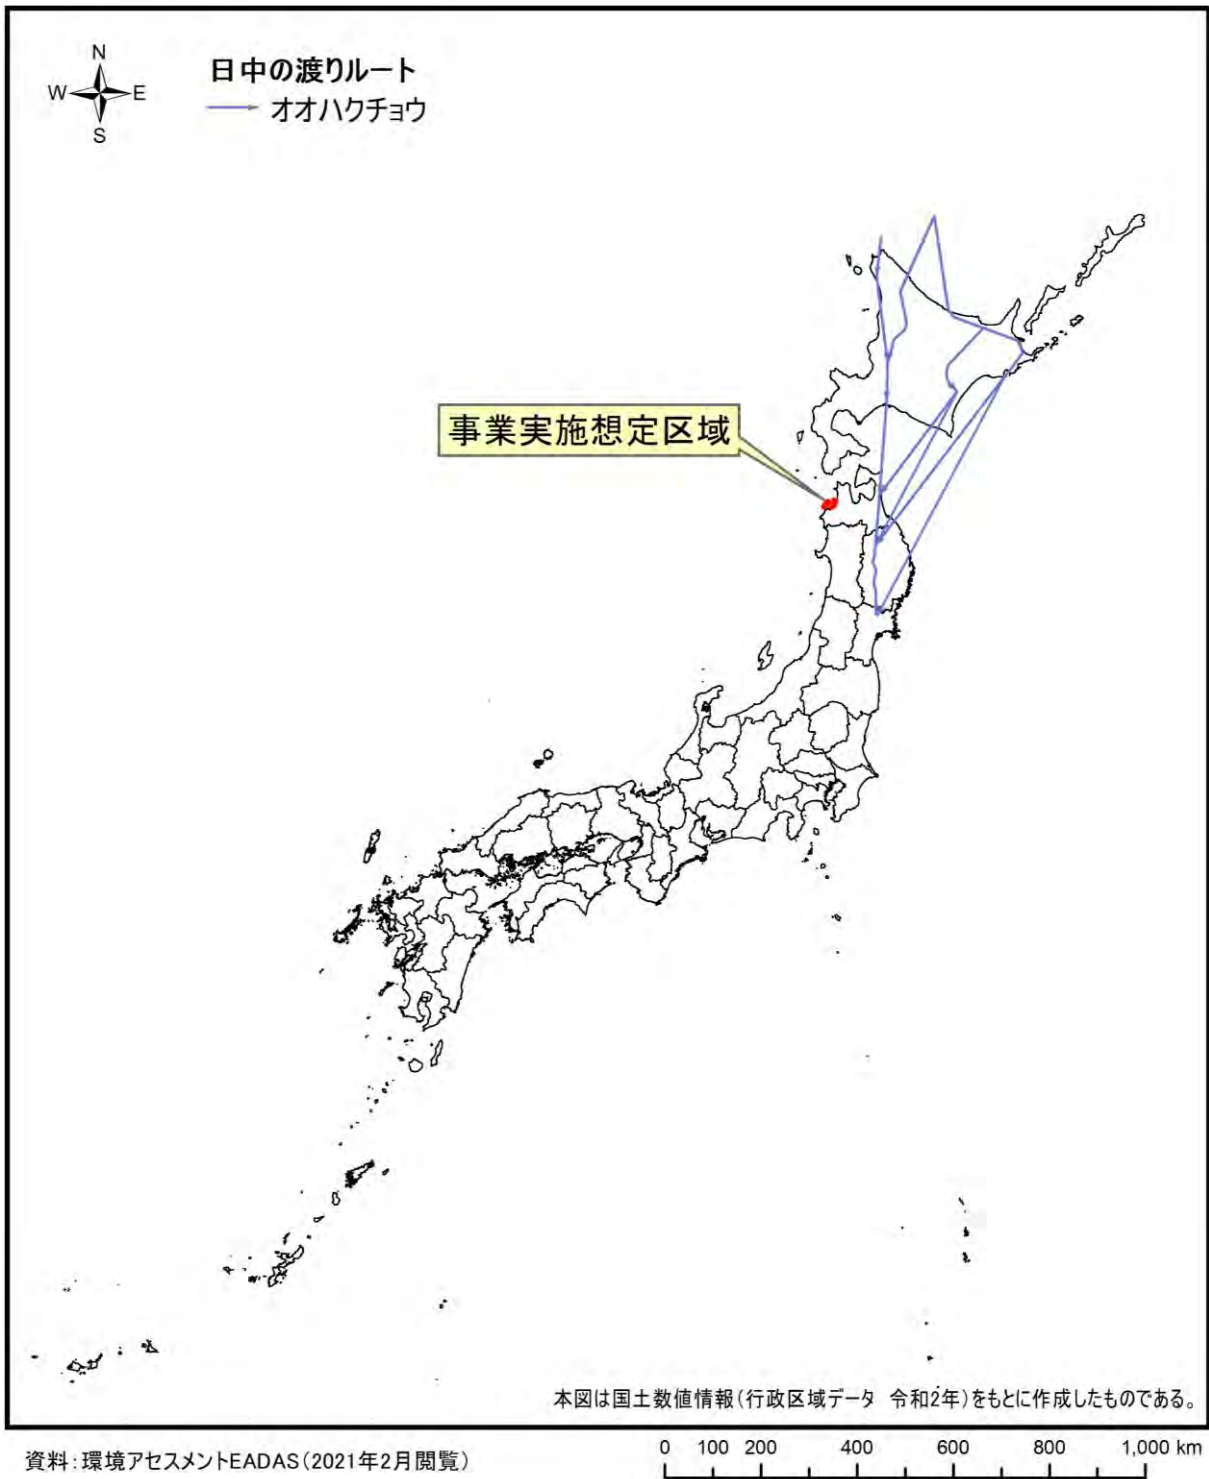 N
日中の渡りルート
W E
オオハクチョウ
S
事業実施想定区域
本図は国土数値情報(行政区域データ 令和2年)をもとに作成したものである。
資料:環境アセスメントEADAS(2021年2月閲覧)
0 100 200 400 600 800 1,000 km